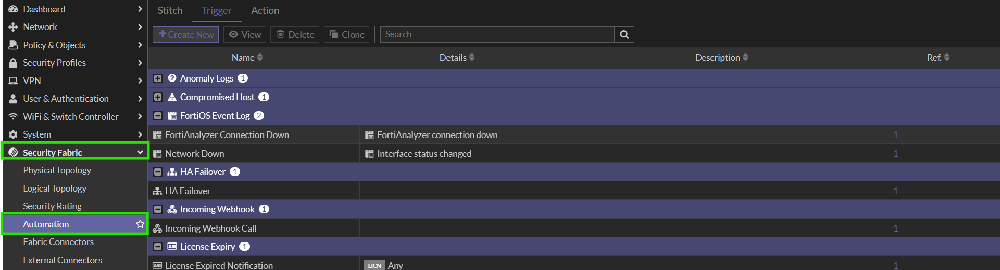 Dashboard
Network
Policy & Objects
Security Profiles
VPN
User & Authentication
WiFi & Switch Controller
System
Security Fabric
Physical Topology
Logical Topology
Security Rating
Automation
Fabric Connectors
External Connectors
Stitch Trigger Action
Create New View Delete Clone Search
Name Details Description Ref.
Anomaly Logs 1
Compromised Host 1
FortiOS Event Log 2
FortiAnalyzer Connection Down FortiAnalyzer connection down 1
Network Down Interface status changed 1
HA Failover 1
HA Failover 1
Incoming Webhook 1
Incoming Webhook Call 1
License Expiry 1
License Expired Notification LICN Any 1